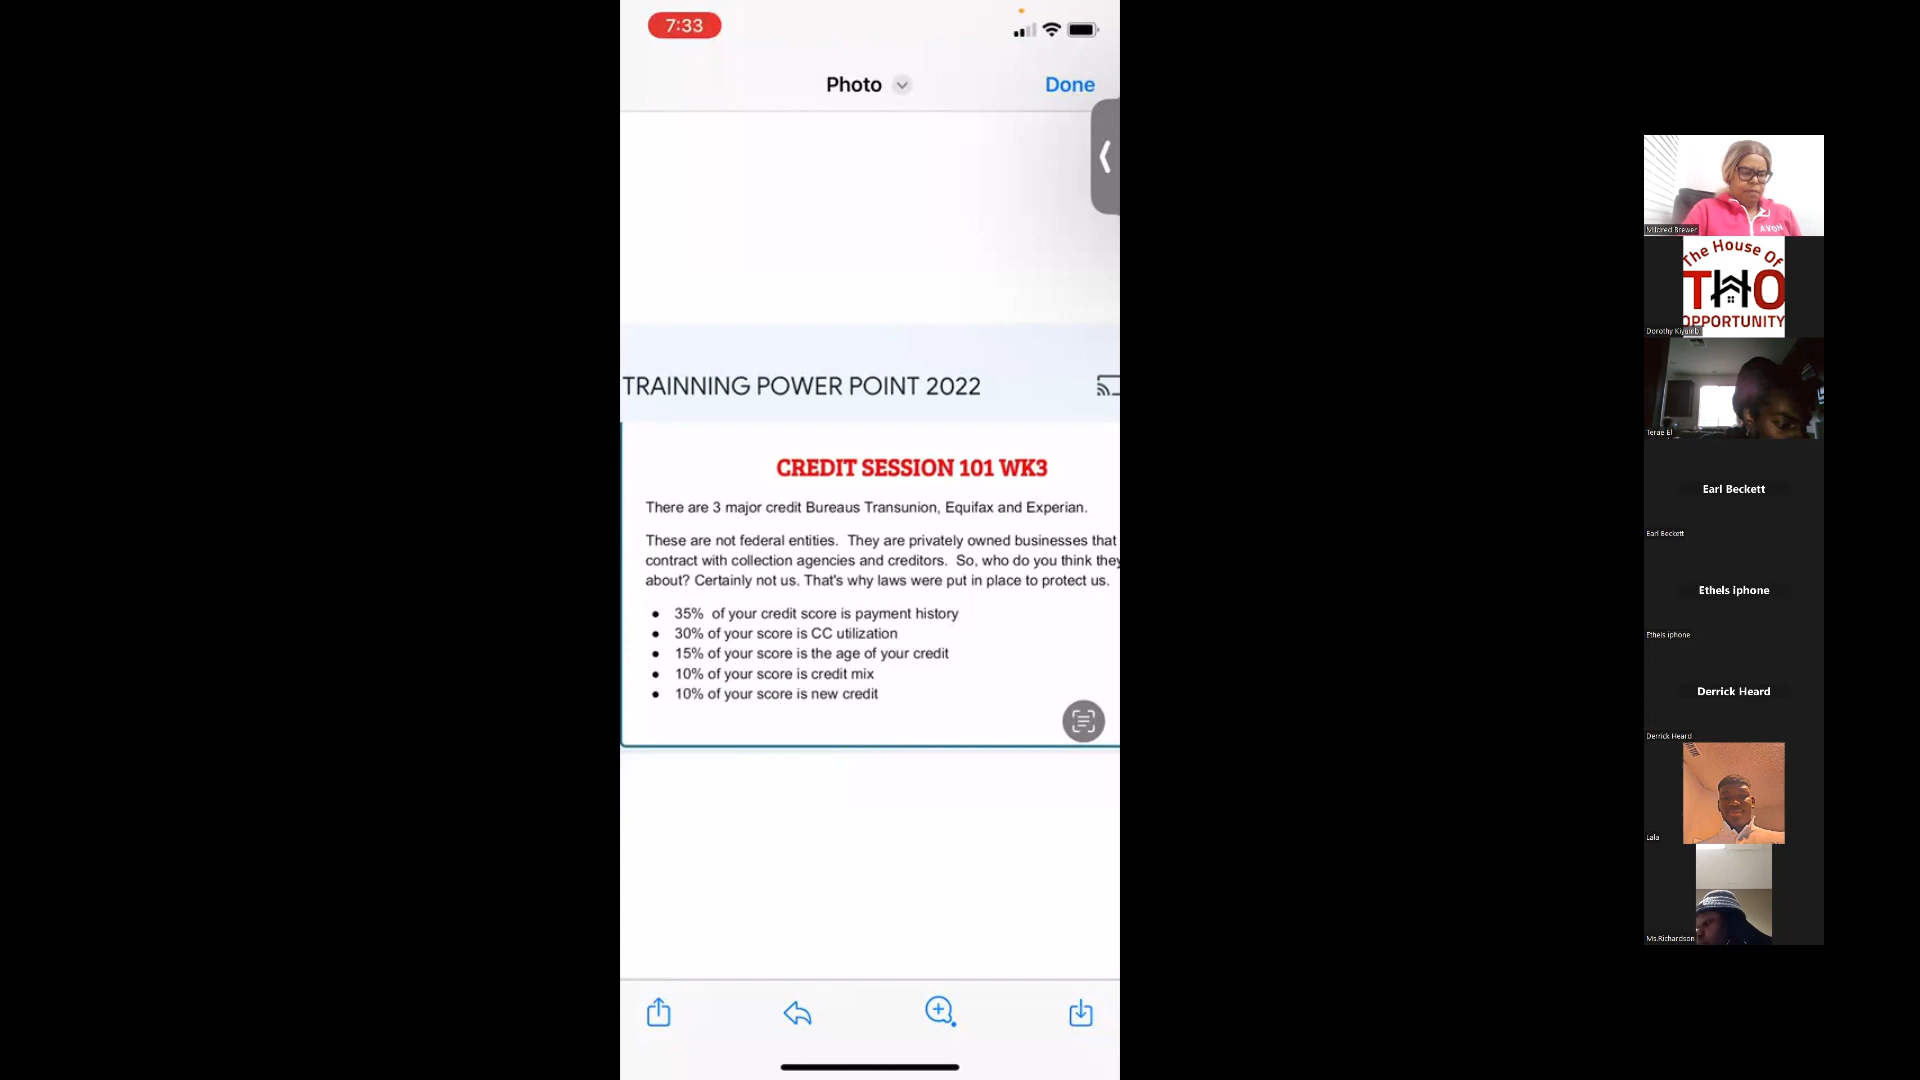 7:33
Photo
Done
TRAINNING POWER POINT 2022
CREDIT SESSION 101 WK3
There are 3 major credit Bureaus Transunion, Equifax and Experian.
These are not federal entities. They are privately owned businesses that
contract with collection agencies and creditors. So, who do you think they
about? Certainly not us. That's why laws were put in place to protect us.
• 35% of your credit score is payment history
• 30% of your score is CC utilization
• 15% of your score is the age of your credit
• 10% of your score is credit mix
• 10% of your score is new credit
AVON
Mildred Brewer
The House Of
THO
OPPORTUNITY
Dorothy Kiyumb
Terae El
Earl Beckett
Earl Beckett
Ethels iphone
Ethels iphone
Derrick Heard
Derrick Heard
Lala
Ms.Richardson